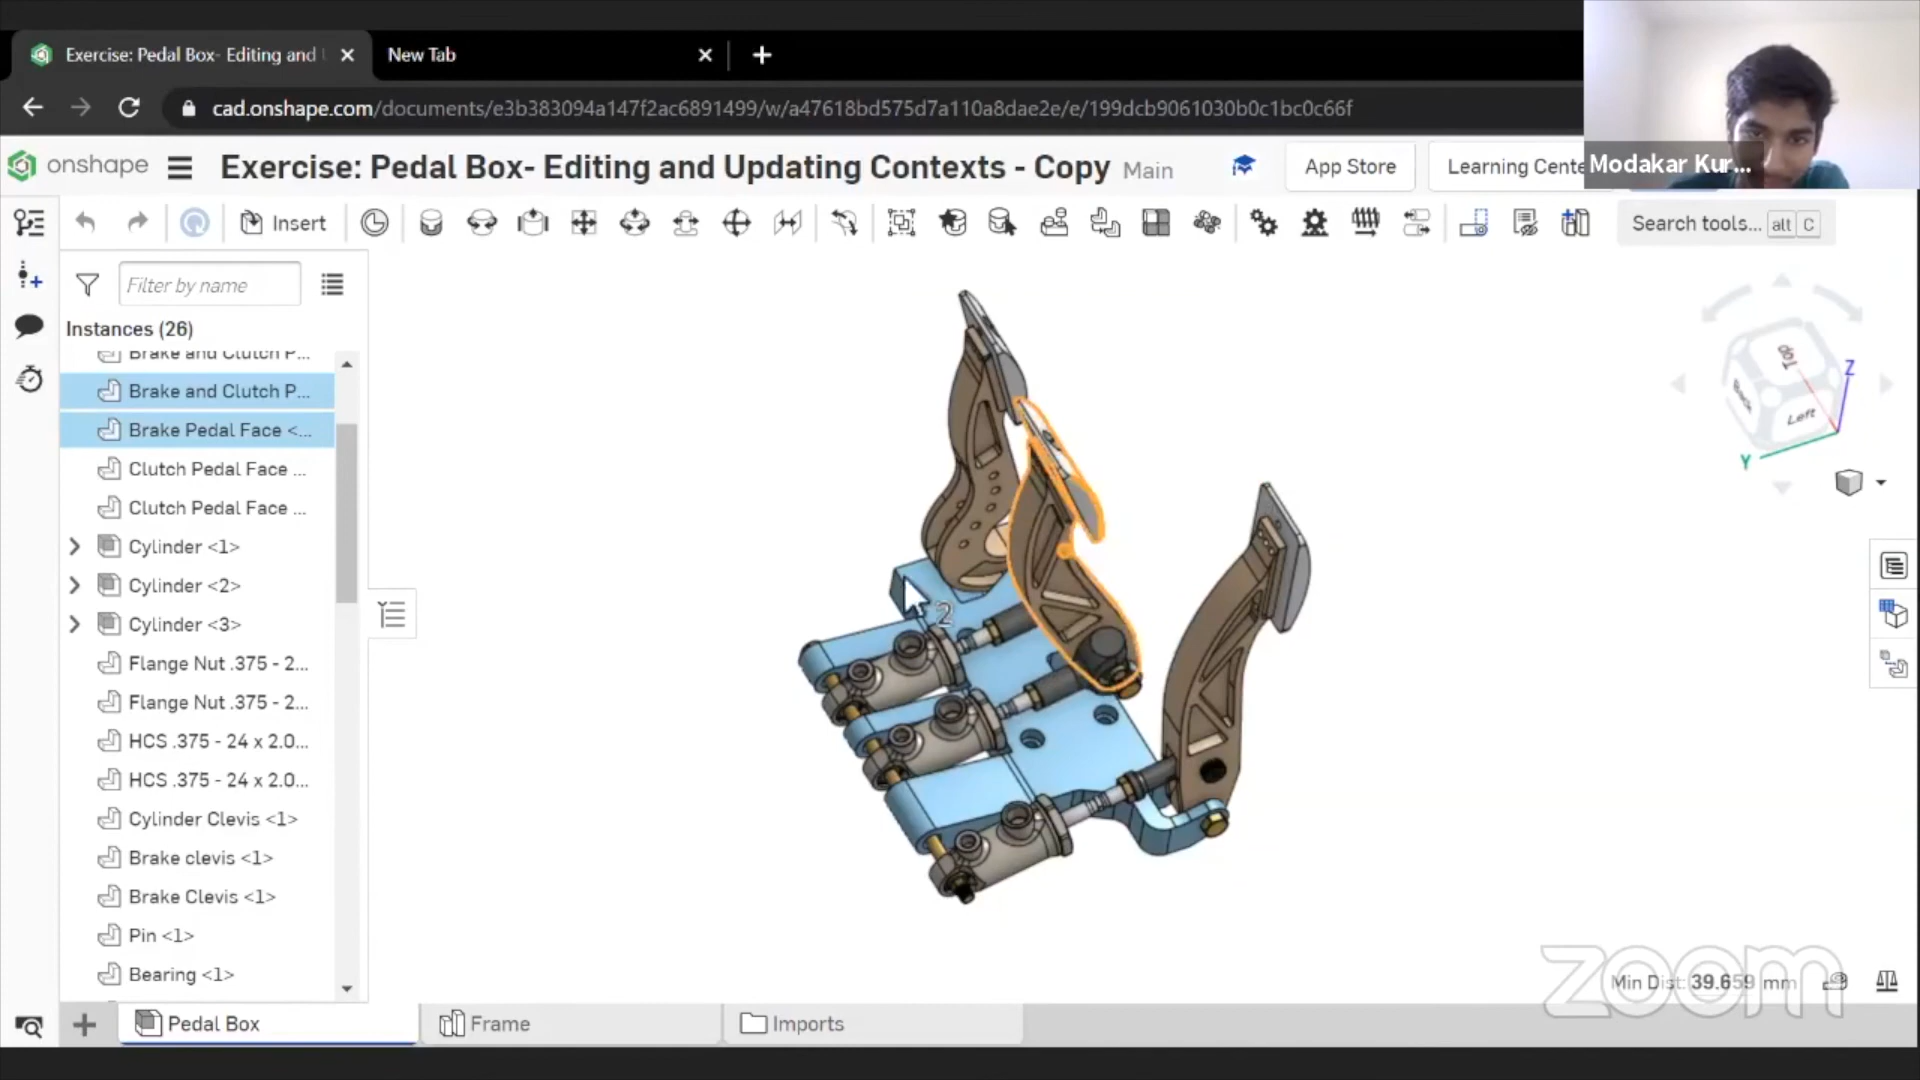 Exercise: Pedal Box- Editing and
New Tab
cad.onshape.com/documents/e3b383094a147f2ac6891499/w/a47618bd575d7a110a8dae2e/e/199dcb9061030b0c1bc0c66f
onshape
Exercise: Pedal Box- Editing and Updating Contexts - Copy Main
App Store
Learning Cente
Modakar Kur...
Insert
Search tools... alt C
Filter by name
Instances (26)
Brake and Clutch P...
Brake and Clutch P...
Brake Pedal Face <...
Clutch Pedal Face ...
Clutch Pedal Face ...
Cylinder <1>
Cylinder <2>
Cylinder <3>
Flange Nut .375 - 2...
Flange Nut .375 - 2...
HCS .375 - 24 x 2.0...
HCS .375 - 24 x 2.0...
Cylinder Clevis <1>
Brake clevis <1>
Brake Clevis <1>
Pin <1>
Bearing <1>
2
Top
Back
Left
Z
Y
Min Dist: 39.659 mm
zoom
Pedal Box
Frame
Imports